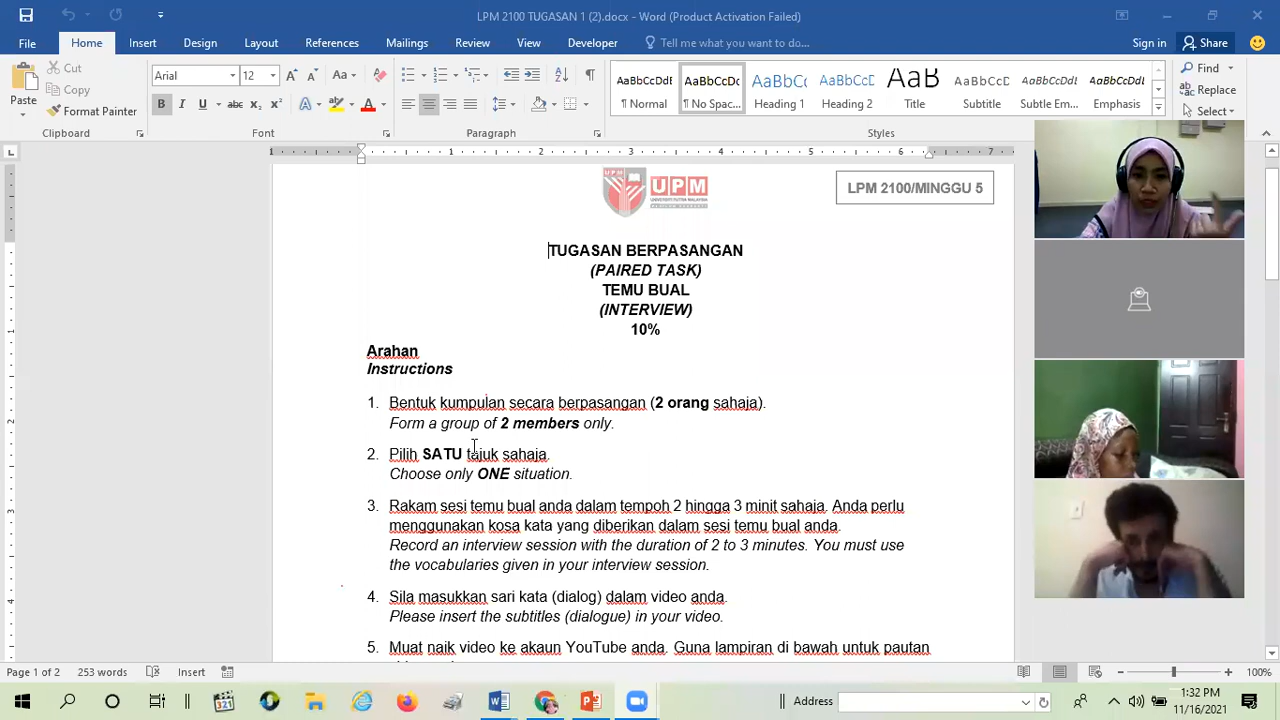 LPM 2100 TUGASAN 1 (2).docx - Word (Product Activation Failed)
File Home Insert Design Layout References Mailings Review View Tell me what you want to do... Sign in Share
Paste Cut Copy Format Painter
Arial 12
AaBbCcDdE AaBbCcDc AaBbCc AaBbCcD AaB AaBbCcDd AaBbCcDdE AaBbCcDdE
¶ Normal ¶ No Spac... Heading 1 Heading 2 Title Subtitle Subtle Em... Emphasis
Find Replace Select
Clipboard Font Paragraph Styles
UPM
UNIVERSITI PUTRA MALAYSIA
LPM 2100/MINGGU 5
TUGASAN BERPASANGAN
(PAIRED TASK)
TEMU BUAL
(INTERVIEW)
10%
Arahan
Instructions
1. Bentuk kumpulan secara berpasangan (2 orang sahaja).
Form a group of 2 members only.
2. Pilih SATU tajuk sahaja.
Choose only ONE situation.
3. Rakam sesi temu bual anda dalam tempoh 2 hingga 3 minit sahaja. Anda perlu
menggunakan kosa kata yang diberikan dalam sesi temu bual anda.
Record an interview session with the duration of 2 to 3 minutes. You must use
the vocabularies given in your interview session.
4. Sila masukkan sari kata (dialog) dalam video anda.
Please insert the subtitles (dialogue) in your video.
5. Muat naik video ke akaun YouTube anda. Guna lampiran di bawah untuk pautan
Page 1 of 2 253 words Insert 100%
Address 1:32 PM
11/16/2021